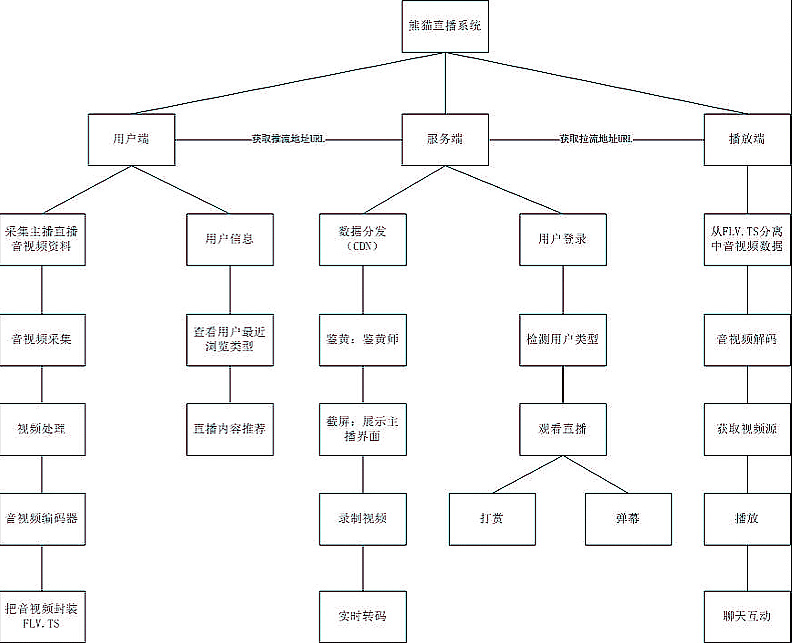 熊猫直播系统
用户端
获取推流地址URL
服务端
获取拉流地址URL
播放端
采集主播直播
音视频资料
用户信息
数据分发
（CDN）
用户登录
从FLV,TS分离
中音视频数据
音视频采集
查看用户最近
浏览类型
鉴黄：鉴黄师
检测用户类型
音视频解码
视频处理
直播内容推荐
截屏：展示主
播界面
观看直播
获取视频源
音视频编码器
录制视频
打赏
弹幕
播放
把音视频封装
FLV,TS
实时转码
聊天互动